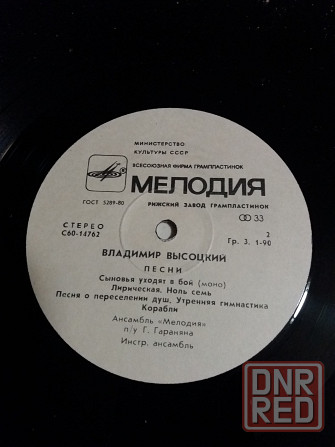 МИНИСТЕРСТВО
КУЛЬТУРЫ СССР
ВСЕСОЮЗНАЯ ФИРМА ГРАМПЛАСТИНОК
МЕЛОДИЯ
ГОСТ 5289-80
РИЖСКИЙ ЗАВОД ГРАМПЛАСТИНОК
СТЕРЕО
33
С60-14762
2
Гр. 3. 1-90
ВЛАДИМИР ВЫСОЦКИЙ
ПЕСНИ
Сыновья уходят в бой (моно)
Лирическая. Ноль семь
Песня о переселении душ, Утренняя гимнастика
Корабли
Ансамбль «Мелодия»
п/у Г. Гараняна
Инстр. ансамбль
DNR
RED